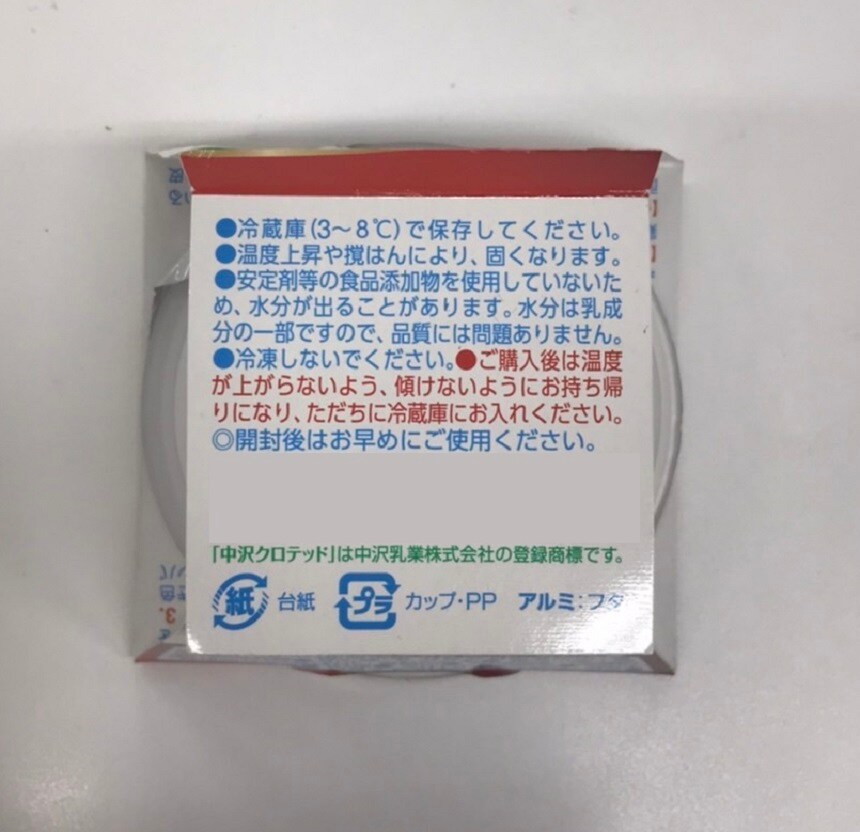 ●冷蔵庫(3〜8℃)で保存してください。
●温度上昇や撹はんにより、固くなります。
●安定剤等の食品添加物を使用していないた
め、水分が出ることがあります。水分は乳成
分の一部ですので、品質には問題ありません。
●冷凍しないでください。●ご購入後は温度
が上がらないよう、傾けないようにお持ち帰
りになり、ただちに冷蔵庫にお入れください。
◎開封後はお早めにご使用ください。
「中沢クロテッド」は中沢乳業株式会社の登録商標です。
紙 台紙 プラ カップ・PP アルミ:フタ